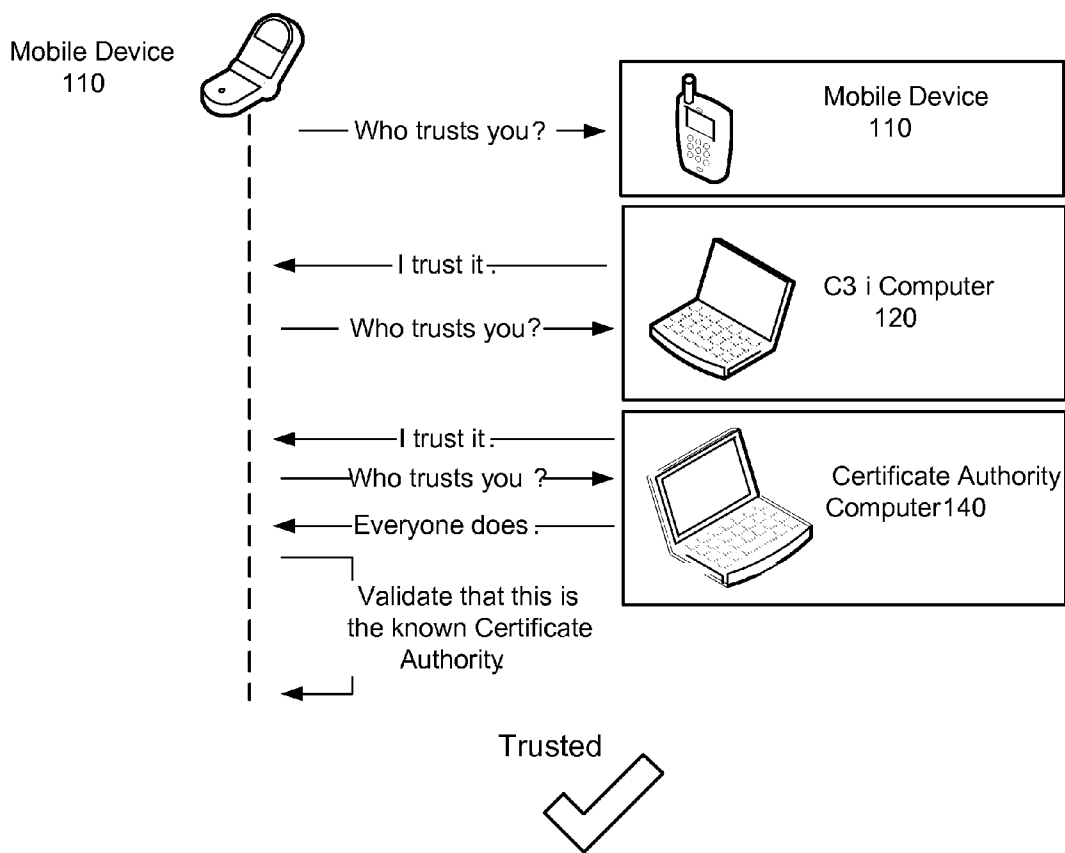 Mobile Device
110
Mobile Device
110
Who trusts you?
I trust it.
C3 i Computer
120
Who trusts you?
I trust it.
Who trusts you ?
Certificate Authority
Computer140
Everyone does .
Validate that this is
the known Certificate
Authority.
Trusted